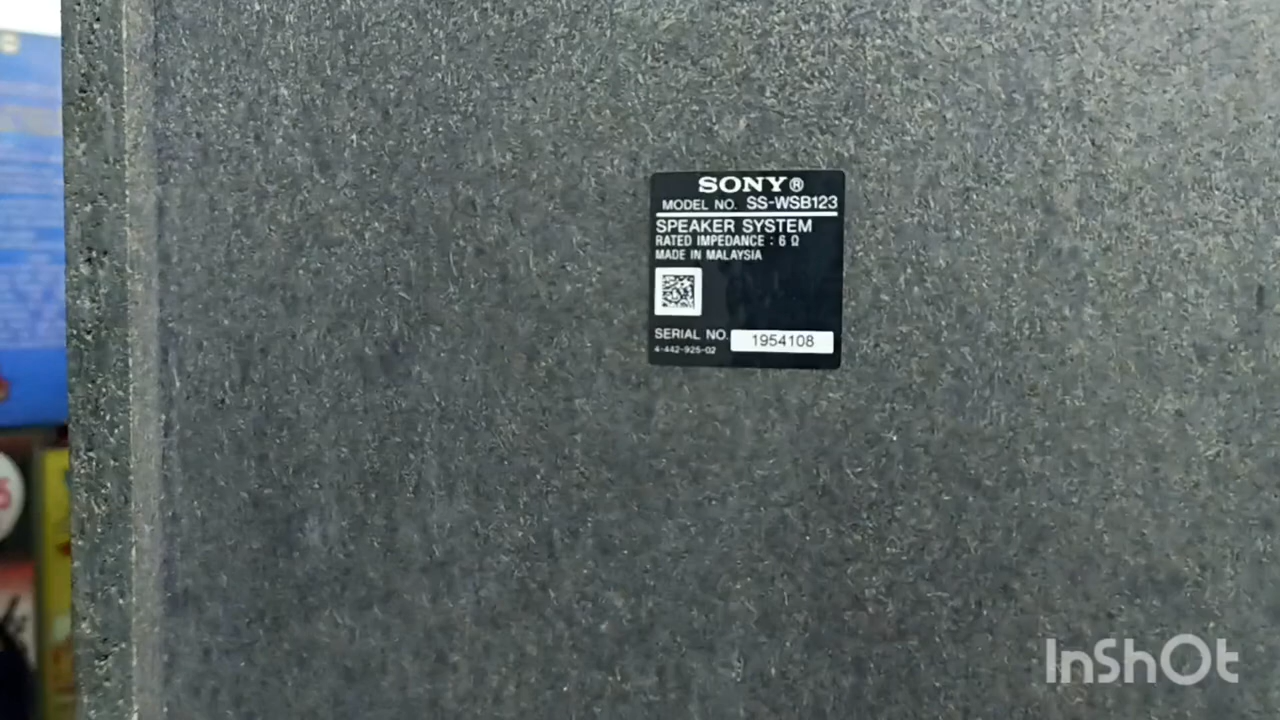 SONY®
MODEL NO. SS-WSB123
SPEAKER SYSTEM
RATED IMPEDANCE : 6 Ω
MADE IN MALAYSIA
SERIAL NO. 1954108
4-442-925-02
InShOt